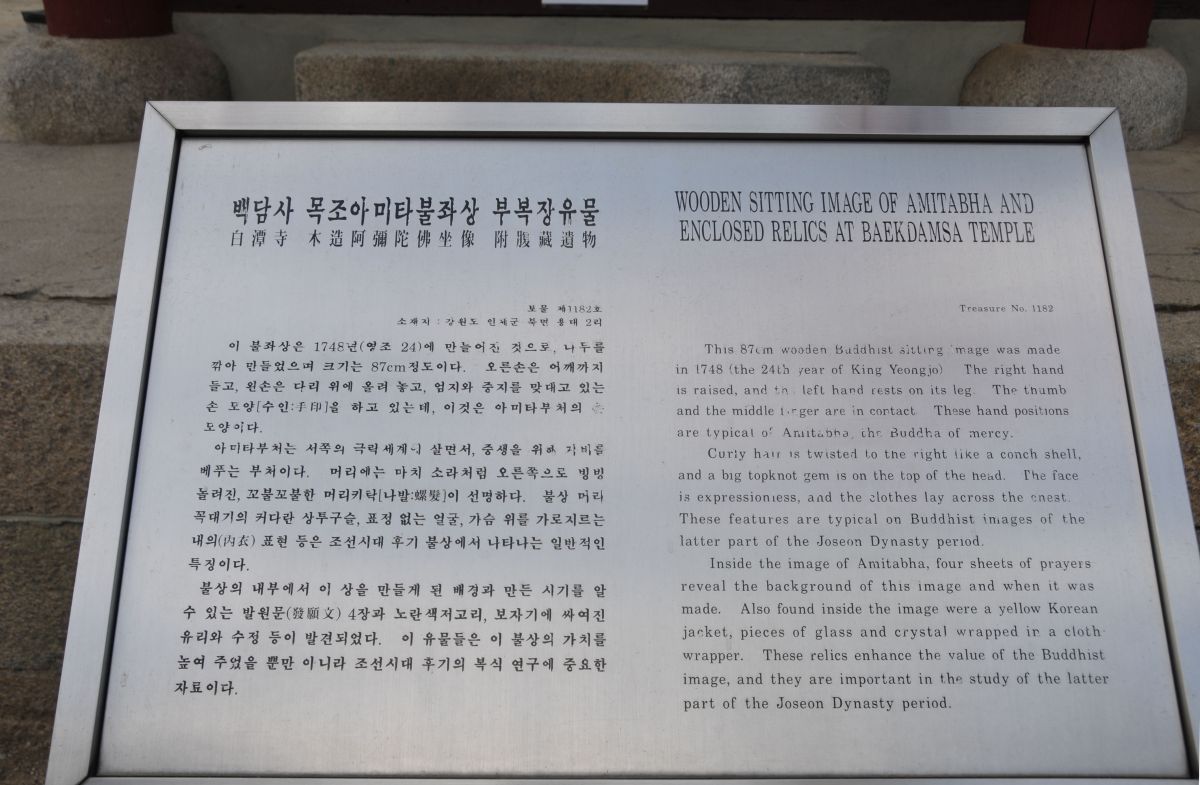 백담사 목조아미타불좌상 부복장유물
白潭寺 木造阿彌陀佛坐像 附腹藏遺物
보물 제1182호
소재지 : 강원도 인제군 북면 용대 2리
이 불좌상은 1748년(영조 24)에 만들어진 것으로, 나무를
깎아 만들었으며 크기는 87cm정도이다. 오른손은 어깨까지
들고, 왼손은 다리 위에 올려 놓고, 엄지와 중지를 맞대고 있는
손 모양[수인:手印]을 하고 있는데, 이것은 아미타부처의
모양이다.
아미타부처는 서쪽의 극락세계에 살면서, 중생을 위해 자비를
베푸는 부처이다. 머리에는 마치 소라처럼 오른쪽으로 빙빙
돌려진, 꼬불꼬불한 머리카락[나발:螺髮]이 선명하다. 불상 머리
꼭대기의 커다란 상투구슬, 표정 없는 얼굴, 가슴 위를 가로지르는
내의(內衣) 표현 등은 조선시대 후기 불상에서 나타나는 일반적인
특징이다.
불상의 내부에서 이 상을 만들게 된 배경과 만든 시기를 알
수 있는 발원문(發願文) 4장과 노란색저고리, 보자기에 싸여진
유리와 수정 등이 발견되었다. 이 유물들은 이 불상의 가치를
높여 주었을 뿐만 아니라 조선시대 후기의 복식 연구에 중요한
자료이다.
WOODEN SITTING IMAGE OF AMITABHA AND
ENCLOSED RELICS AT BAEKDAMSA TEMPLE
Treasure No. 1182
This 87cm wooden Buddhist sitting image was made
in 1748 (the 24th year of King Yeongjo) The right hand
is raised, and the left hand rests on its leg. The thumb
and the middle finger are in contact These hand positions
are typical of Amitabha, the Buddha of mercy.
Curly hair is twisted to the right like a conch shell,
and a big topknot gem is on the top of the head. The face
is expressionless, and the clothes lay across the chest.
These features are typical on Buddhist images of the
latter part of the Joseon Dynasty period.
Inside the image of Amitabha, four sheets of prayers
reveal the background of this image and when it was
made. Also found inside the image were a yellow Korean
jacket, pieces of glass and crystal wrapped in a cloth
wrapper. These relics enhance the value of the Buddhist
image, and they are important in the study of the latter
part of the Joseon Dynasty period.